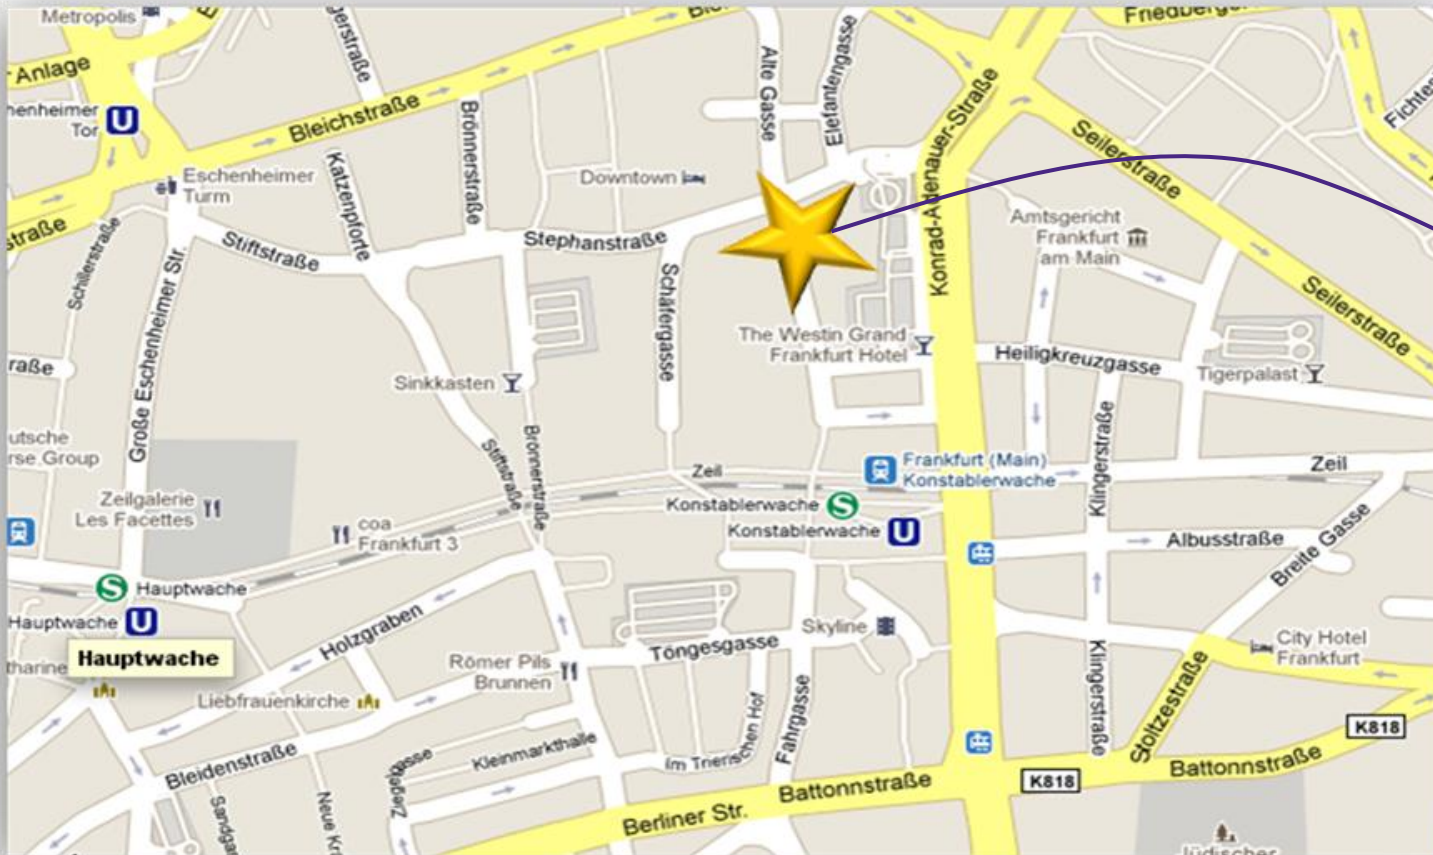 Metropolis
Anlage
Bleichstraße
Alte Gasse
Elefantengasse
Konrad-Adenauer-Straße
Tor
U
Brönnerstraße
Katzenpforte
Eschenheimer
Turm
Downtown
Seilerstraße
Amtsgericht
Frankfurt
am Main
Schillerstraße
Stiftstraße
Stephanstraße
Große Eschenheimer Str.
Schäfergasse
Seilerstraße
The Westin Grand
Frankfurt Hotel
Heiligkreuzgasse
Tigerpalast
Sinkkasten
Stiftstraße
Brönnerstraße
Klingerstraße
Zeil
Frankfurt (Main)
Konstablerwache
Zeil
Zeilgalerie
Les Facettes
Konstablerwache
S
Konstablerwache
U
coa
Frankfurt 3
Albusstraße
Breite Gasse
S
Hauptwache
Hauptwache
U
Hauptwache
Holzgraben
Töngesgasse
Skyline
Klingerstraße
City Hotel
Frankfurt
Römer Pils
Brunnen
Liebfrauenkirche
Stoltzestraße
Im Trierischen Hof
Fahrgasse
K818
Bleidenstraße
Kleinmarkthalle
K818
Battonnstraße
Battonnstraße
Berliner Str.